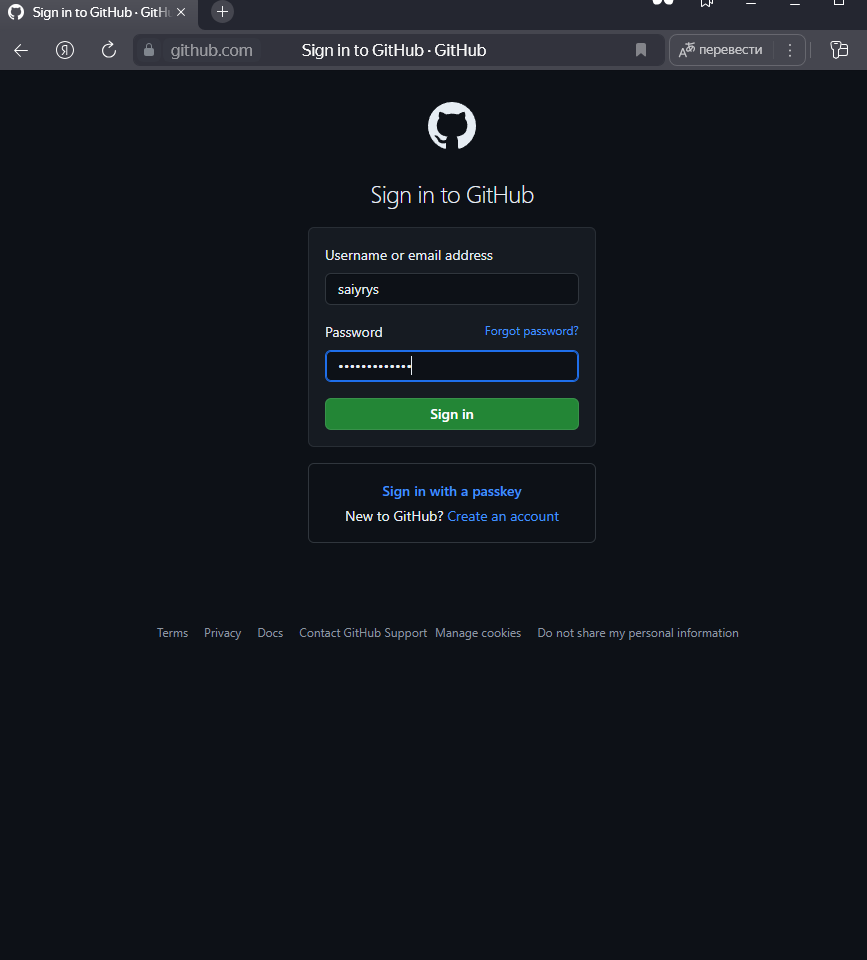 Sign in to GitHub · GitHu
github.com
Sign in to GitHub · GitHub
перевести
Sign in to GitHub
Username or email address
saiyrys
Password
Forgot password?
•••••••••••••
Sign in
Sign in with a passkey
New to GitHub? Create an account
Terms Privacy Docs Contact GitHub Support Manage cookies Do not share my personal information